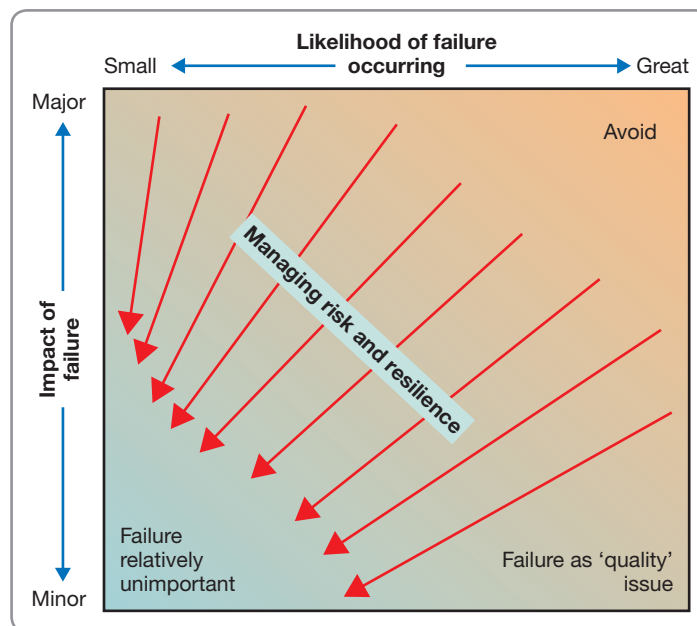 Likelihood of failure
occurring
Small
Great
Major
Avoid
Managing risk and resilience
Impact of
failure
Failure
relatively
unimportant
Failure as ‘quality’
issue
Minor